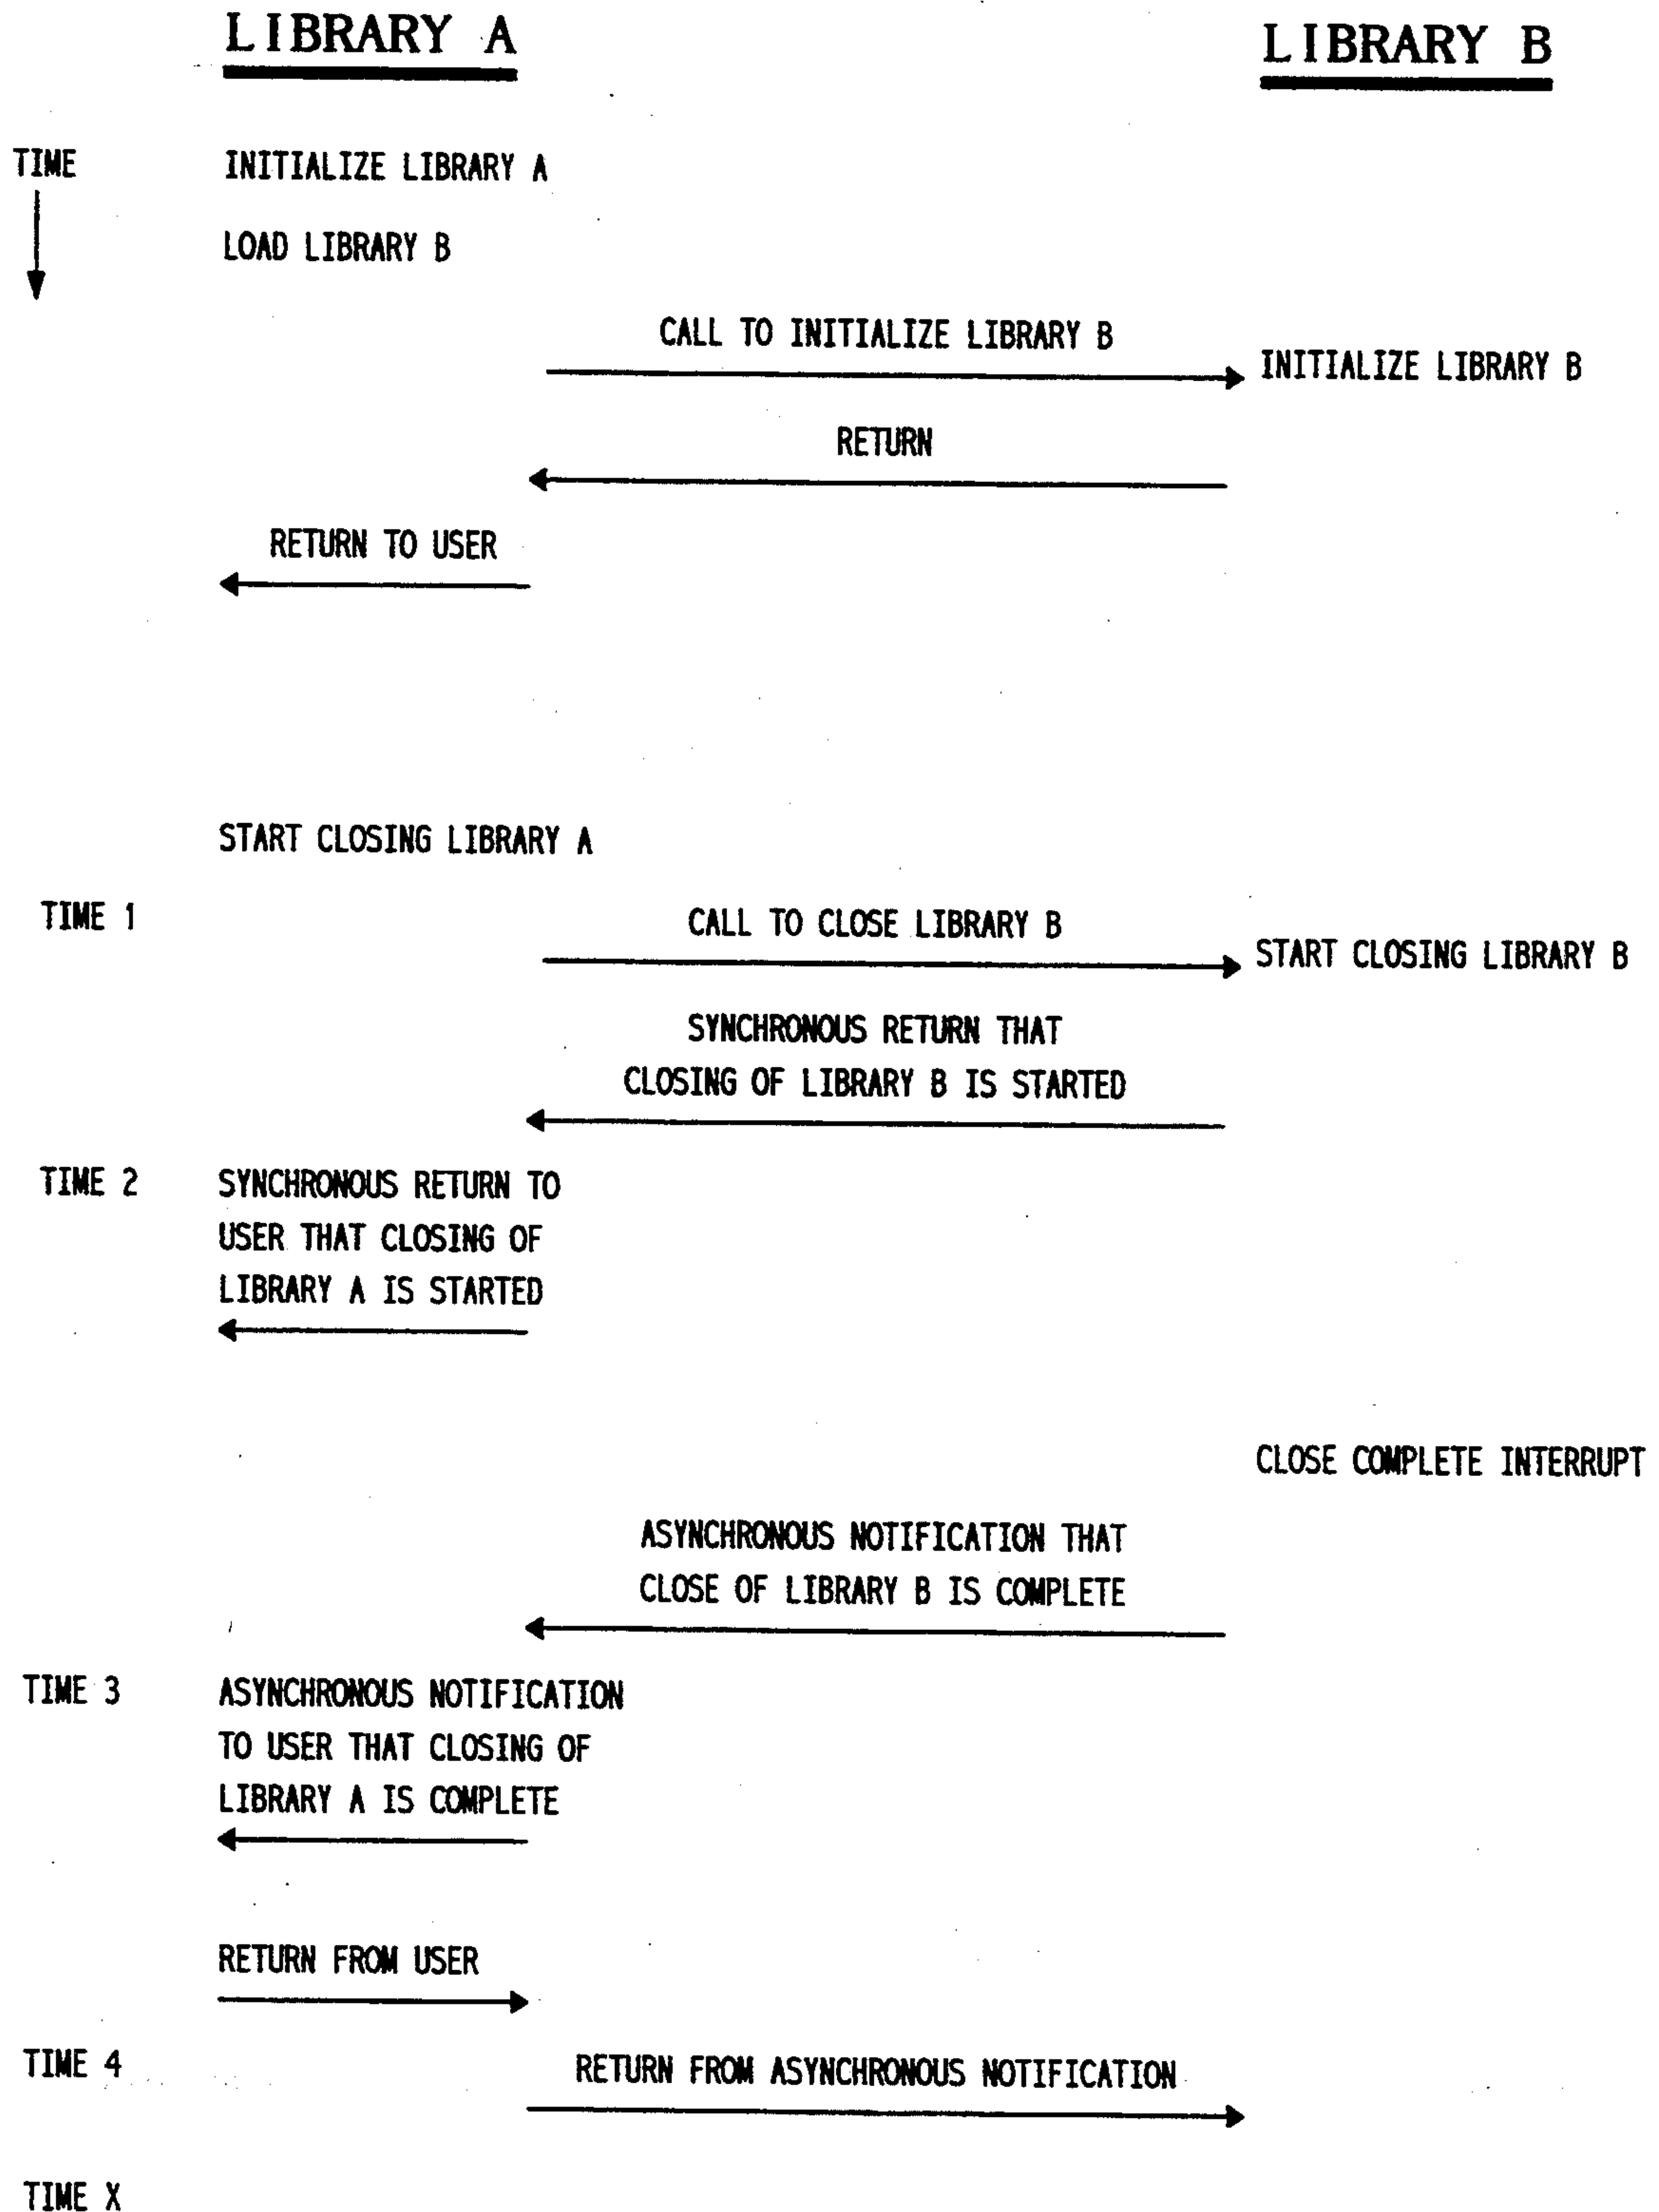 LIBRARY A
LIBRARY B
TIME
INITIALIZE LIBRARY A
LOAD LIBRARY B
CALL TO INITIALIZE LIBRARY B
INITIALIZE LIBRARY B
RETURN
RETURN TO USER
START CLOSING LIBRARY A
TIME 1
CALL TO CLOSE LIBRARY B
START CLOSING LIBRARY B
SYNCHRONOUS RETURN THAT
CLOSING OF LIBRARY B IS STARTED
TIME 2
SYNCHRONOUS RETURN TO
USER THAT CLOSING OF
LIBRARY A IS STARTED
CLOSE COMPLETE INTERRUPT
ASYNCHRONOUS NOTIFICATION THAT
CLOSE OF LIBRARY B IS COMPLETE
TIME 3
ASYNCHRONOUS NOTIFICATION
TO USER THAT CLOSING OF
LIBRARY A IS COMPLETE
RETURN FROM USER
TIME 4
RETURN FROM ASYNCHRONOUS NOTIFICATION
TIME X